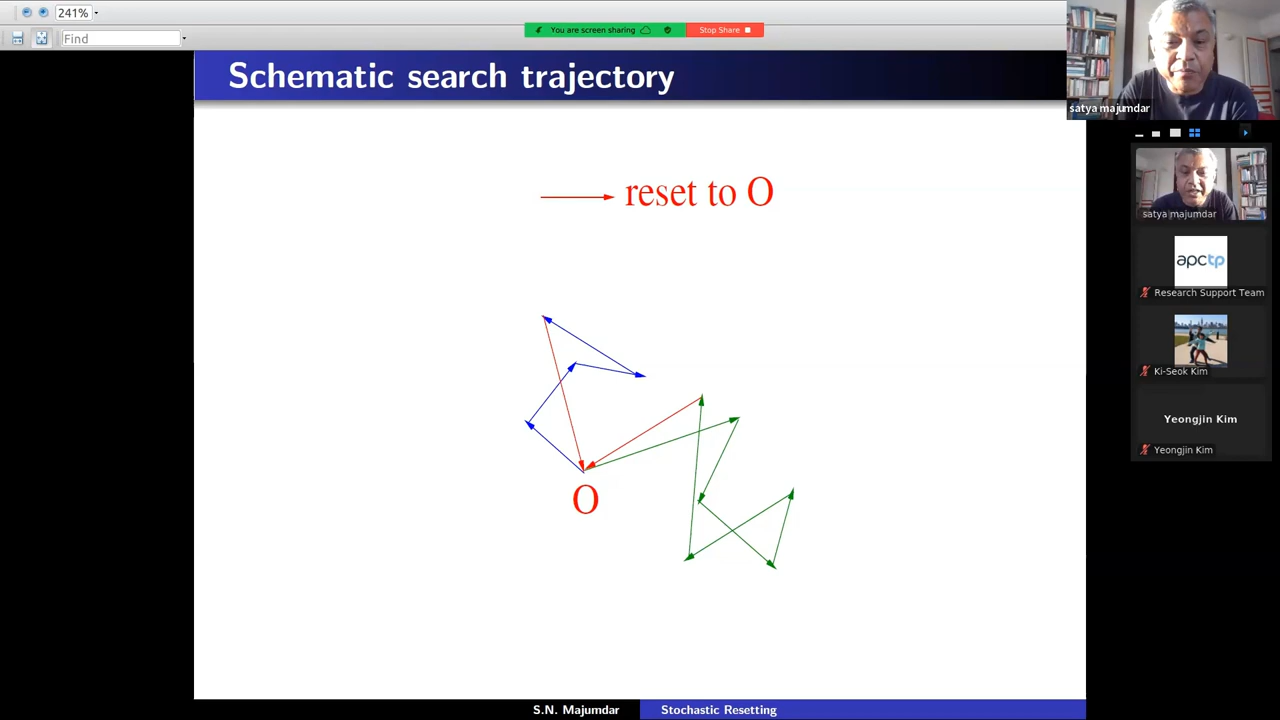 241%
Find
You are screen sharing
Stop Share
Schematic search trajectory
reset to O
O
S.N. Majumdar
Stochastic Resetting
satya majumdar
satya majumdar
apctp
Research Support Team
Ki-Seok Kim
Yeongjin Kim
Yeongjin Kim